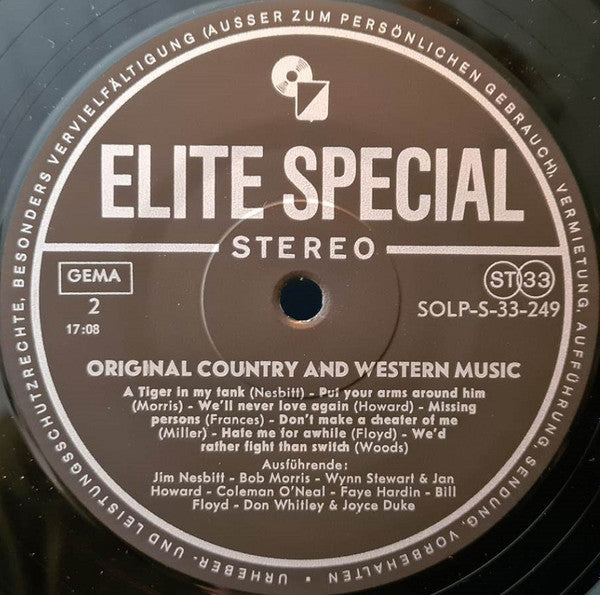 URHEBER- UND LEISTUNGSSCHUTZRECHTE, BESONDERS VERVIELFÄLTIGUNG (AUSSER ZUM PERSÖNLICHEN GEBRAUCH), VERMIETUNG, AUFFÜHRUNG, SENDUNG, VORBEHALTEN •
ELITE SPECIAL
STEREO
GEMA
ST 33
2
SOLP-S-33-249
17:08
ORIGINAL COUNTRY AND WESTERN MUSIC
A Tiger in my tank (Nesbitt) - Put your arms around him
(Morris) - We'll never love again (Howard) - Missing
persons (Frances) - Don't make a cheater of me
(Miller) - Hate me for awhile (Floyd) - We'd
rather fight than switch (Woods)
Ausführende:
Jim Nesbitt - Bob Morris - Wynn Stewart & Jan
Howard - Coleman O'Neal - Faye Hardin - Bill
Floyd - Don Whitley & Joyce Duke